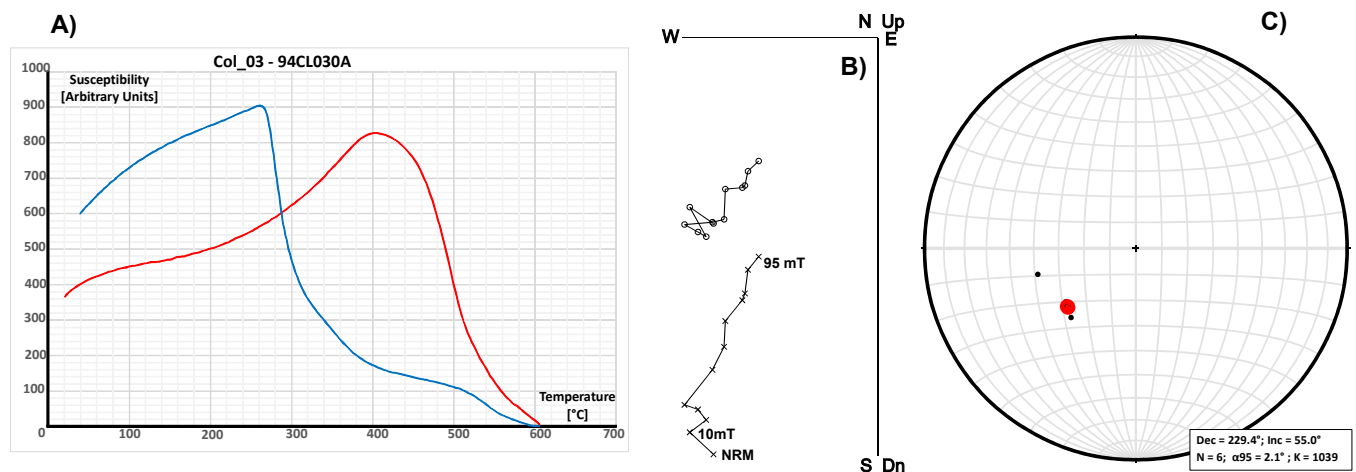 A)
Col_03 - 94CL030A
Susceptibility
[Arbitrary Units]
1000
900
800
700
600
500
400
300
200
100
0
0 100 200 300 400 500 600 700
Temperature
[°C]
B)
N Up
W
E
95 mT
10mT
NRM
S Dn
C)
Dec = 229.4°; Inc = 55.0°
N = 6; α95 = 2.1° ; K = 1039